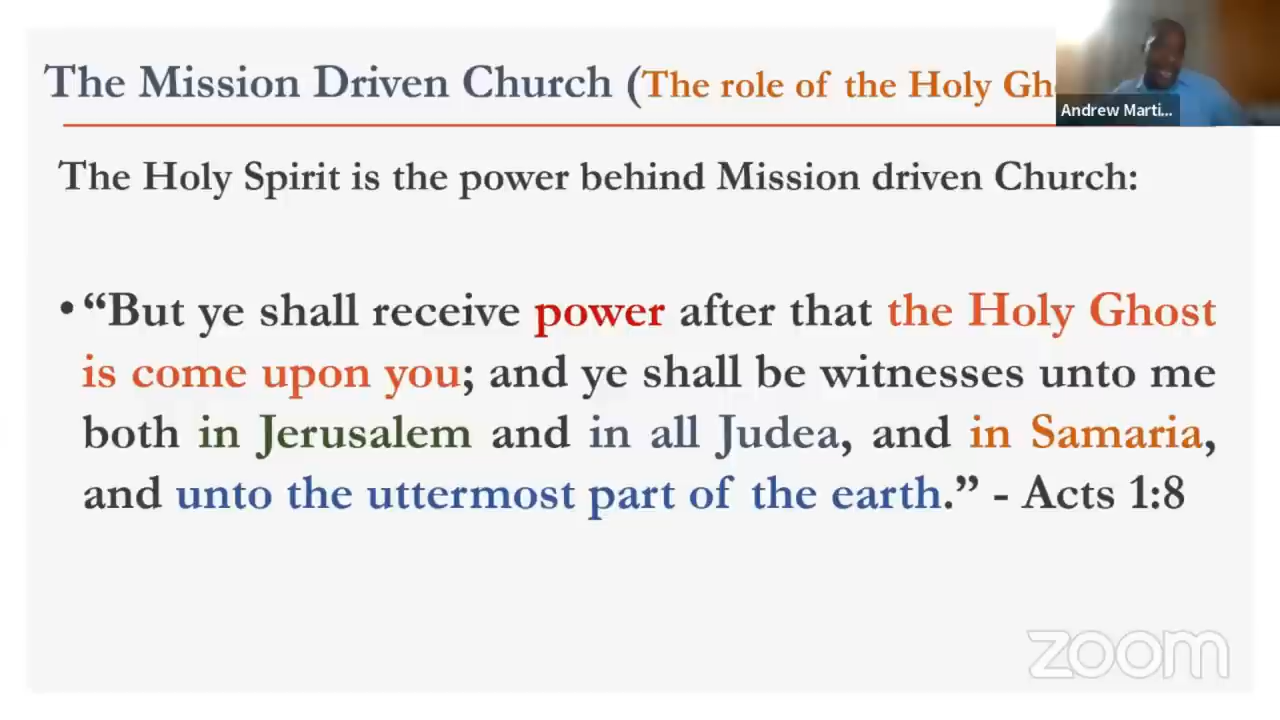 The Mission Driven Church (The role of the Holy Gh
Andrew Marti...
The Holy Spirit is the power behind Mission driven Church:
• “But ye shall receive power after that the Holy Ghost
is come upon you; and ye shall be witnesses unto me
both in Jerusalem and in all Judea, and in Samaria,
and unto the uttermost part of the earth.” - Acts 1:8
zoom